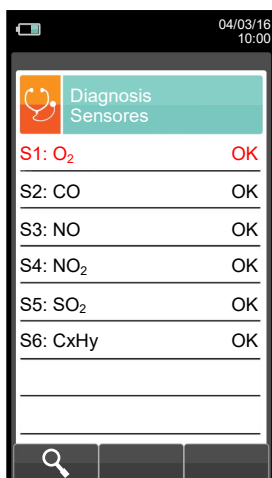 04/03/16
10:00
Diagnosis
Sensores
S1: O₂ OK
S2: CO OK
S3: NO OK
S4: NO₂ OK
S5: SO₂ OK
S6: CxHy OK